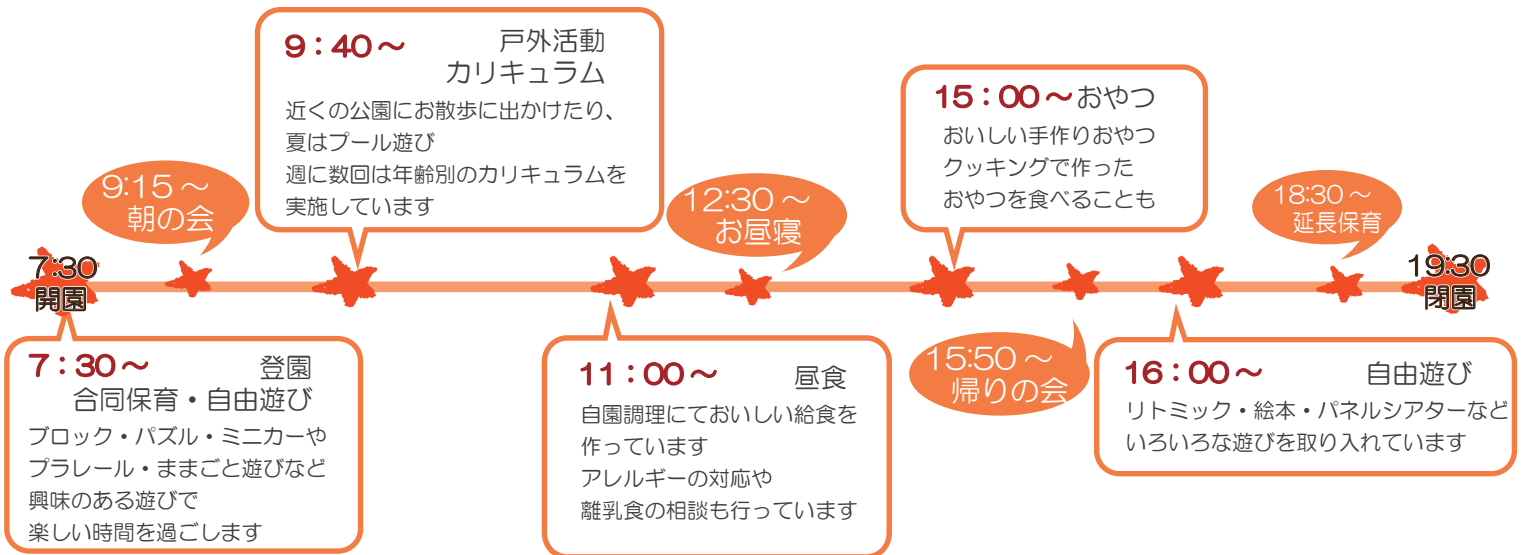 7:30
開園
7：30～ 登園
合同保育・自由遊び
ブロック・パズル・ミニカーや
プラレール・ままごと遊びなど
興味のある遊びで
楽しい時間を過ごします
9:15～
朝の会
9：40～ 戸外活動
カリキュラム
近くの公園にお散歩に出かけたり、
夏はプール遊び
週に数回は年齢別のカリキュラムを
実施しています
11：00～ 昼食
自園調理にておいしい給食を
作っています
アレルギーの対応や
離乳食の相談も行っています
12:30～
お昼寝
15：00～おやつ
おいしい手作りおやつ
クッキングで作った
おやつを食べることも
15:50～
帰りの会
16：00～ 自由遊び
リトミック・絵本・パネルシアターなど
いろいろな遊びを取り入れています
18:30～
延長保育
19:30
閉園